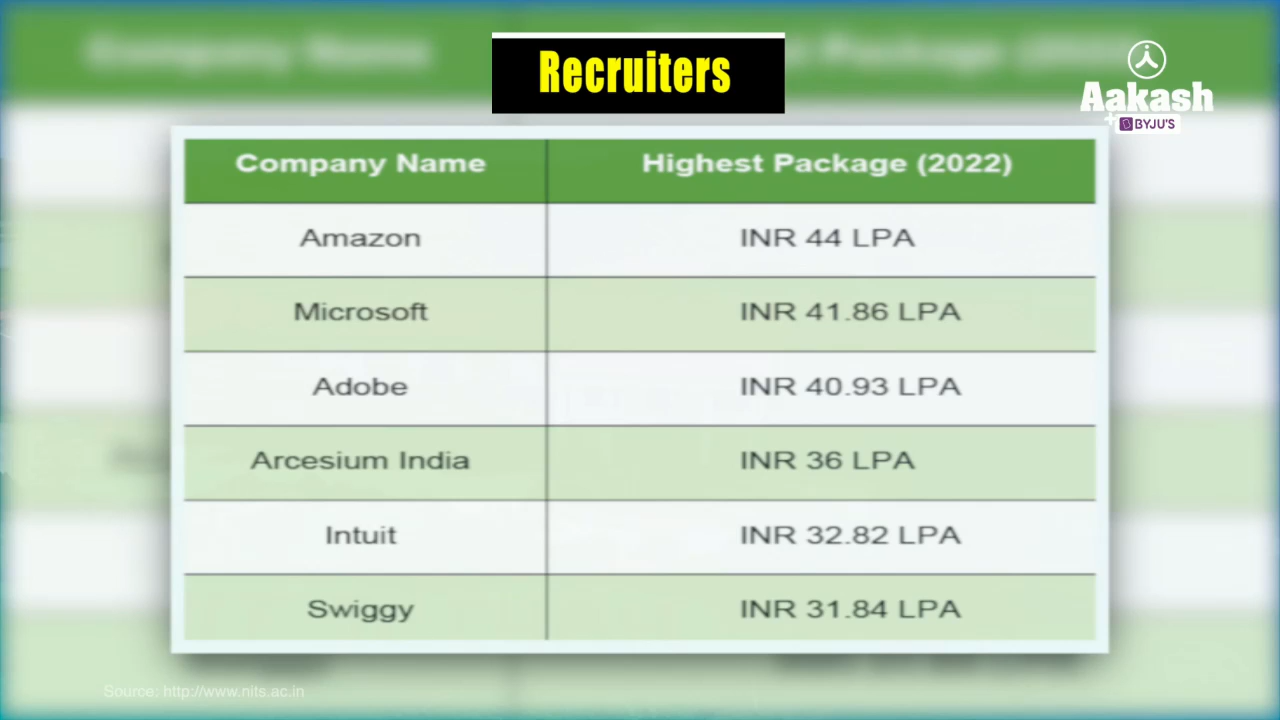 Recruiters
Aakash
+ BYJU'S
Company Name Highest Package (2022)
Amazon INR 44 LPA
Microsoft INR 41.86 LPA
Adobe INR 40.93 LPA
Arcesium India INR 36 LPA
Intuit INR 32.82 LPA
Swiggy INR 31.84 LPA
Source: http://www.nits.ac.in